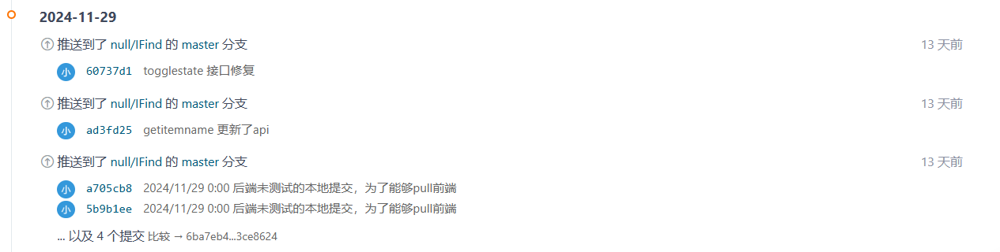 2024-11-29
推送到了 null/IFind 的 master 分支 13 天前
小 60737d1 togglestate 接口修复
推送到了 null/IFind 的 master 分支 13 天前
小 ad3fd25 getitemname 更新了api
推送到了 null/IFind 的 master 分支 13 天前
小 a705cb8 2024/11/29 0:00 后端未测试的本地提交，为了能够pull前端
小 5b9b1ee 2024/11/29 0:00 后端未测试的本地提交，为了能够pull前端
... 以及 4 个提交 比较 → 6ba7eb4...3ce8624